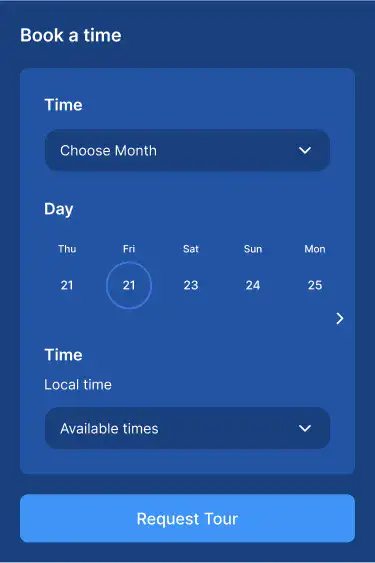 Book a time
Time
Choose Month
Day
Thu Fri Sat Sun Mon
21 21 23 24 25
Time
Local time
Available times
Request Tour